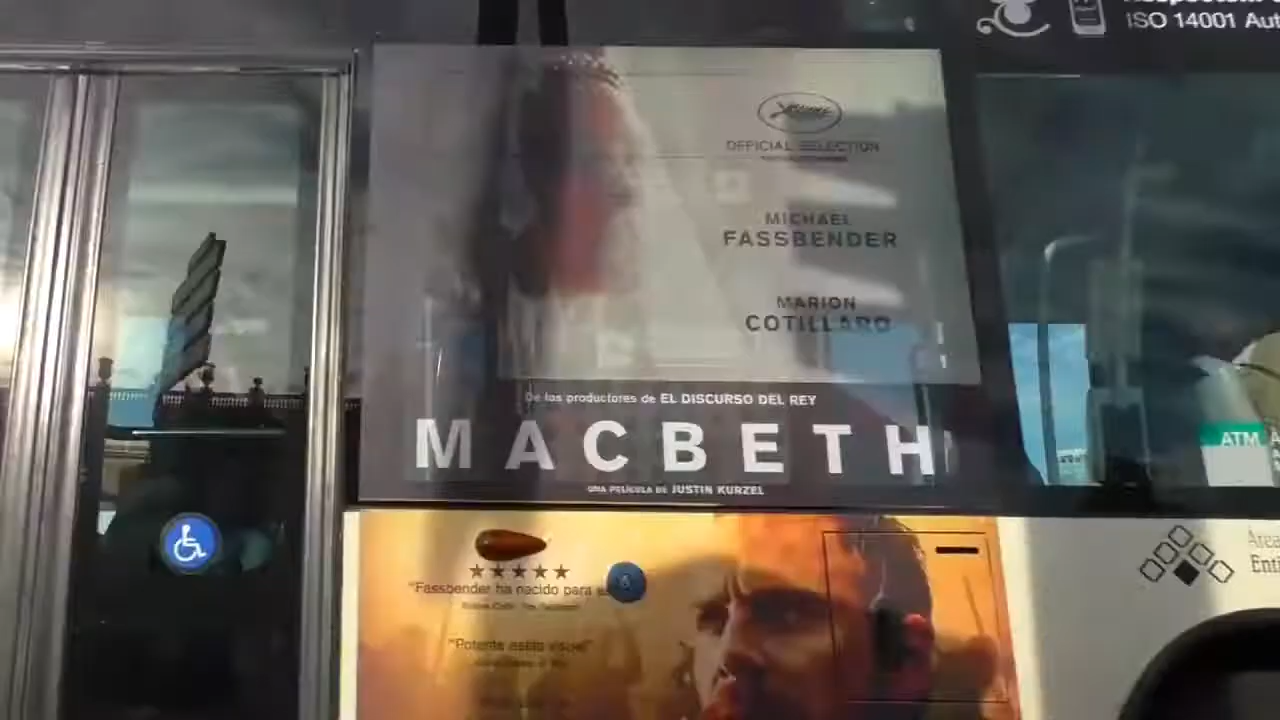 ISO 14001
OFFICIAL SELECTION
MICHAEL
FASSBENDER
MARION
COTILLARD
De los productores de EL DISCURSO DEL REY
MACBETH
UNA PELÍCULA DE JUSTIN KURZEL
ATM
"Fassbender ha nacido para
"Potente estilo visual"